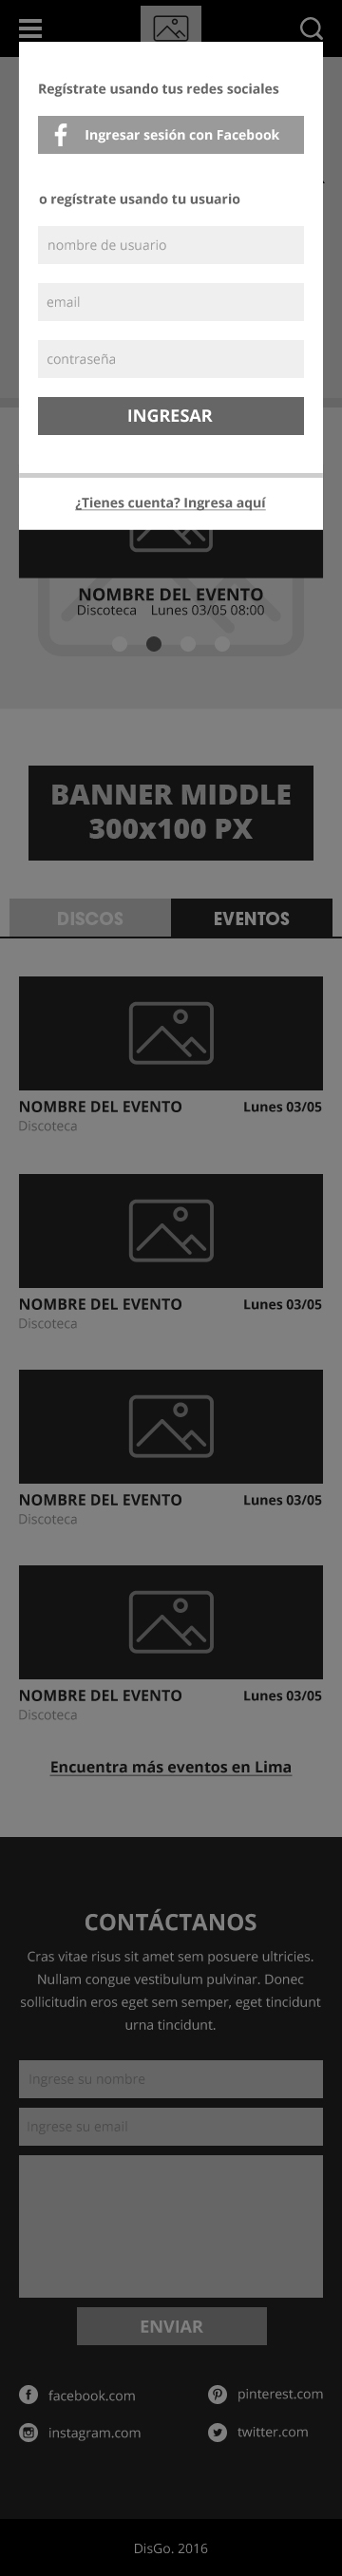 Regístrate usando tus redes sociales
Ingresar sesión con Facebook
o regístrate usando tu usuario
nombre de usuario
email
contraseña
INGRESAR
¿Tienes cuenta? Ingresa aquí
NOMBRE DEL EVENTO
Discoteca Lunes 03/05 08:00
BANNER MIDDLE
300x100 PX
DISCOS EVENTOS
NOMBRE DEL EVENTO Lunes 03/05
Discoteca
NOMBRE DEL EVENTO Lunes 03/05
Discoteca
NOMBRE DEL EVENTO Lunes 03/05
Discoteca
NOMBRE DEL EVENTO Lunes 03/05
Discoteca
Encuentra más eventos en Lima
CONTÁCTANOS
Cras vitae risus sit amet sem posuere ultricies.
Nullam congue vestibulum pulvinar. Donec
sollicitudin eros eget sem semper, eget tincidunt
urna tincidunt.
Ingrese su nombre
Ingrese su email
ENVIAR
facebook.com pinterest.com
instagram.com twitter.com
DisGo. 2016